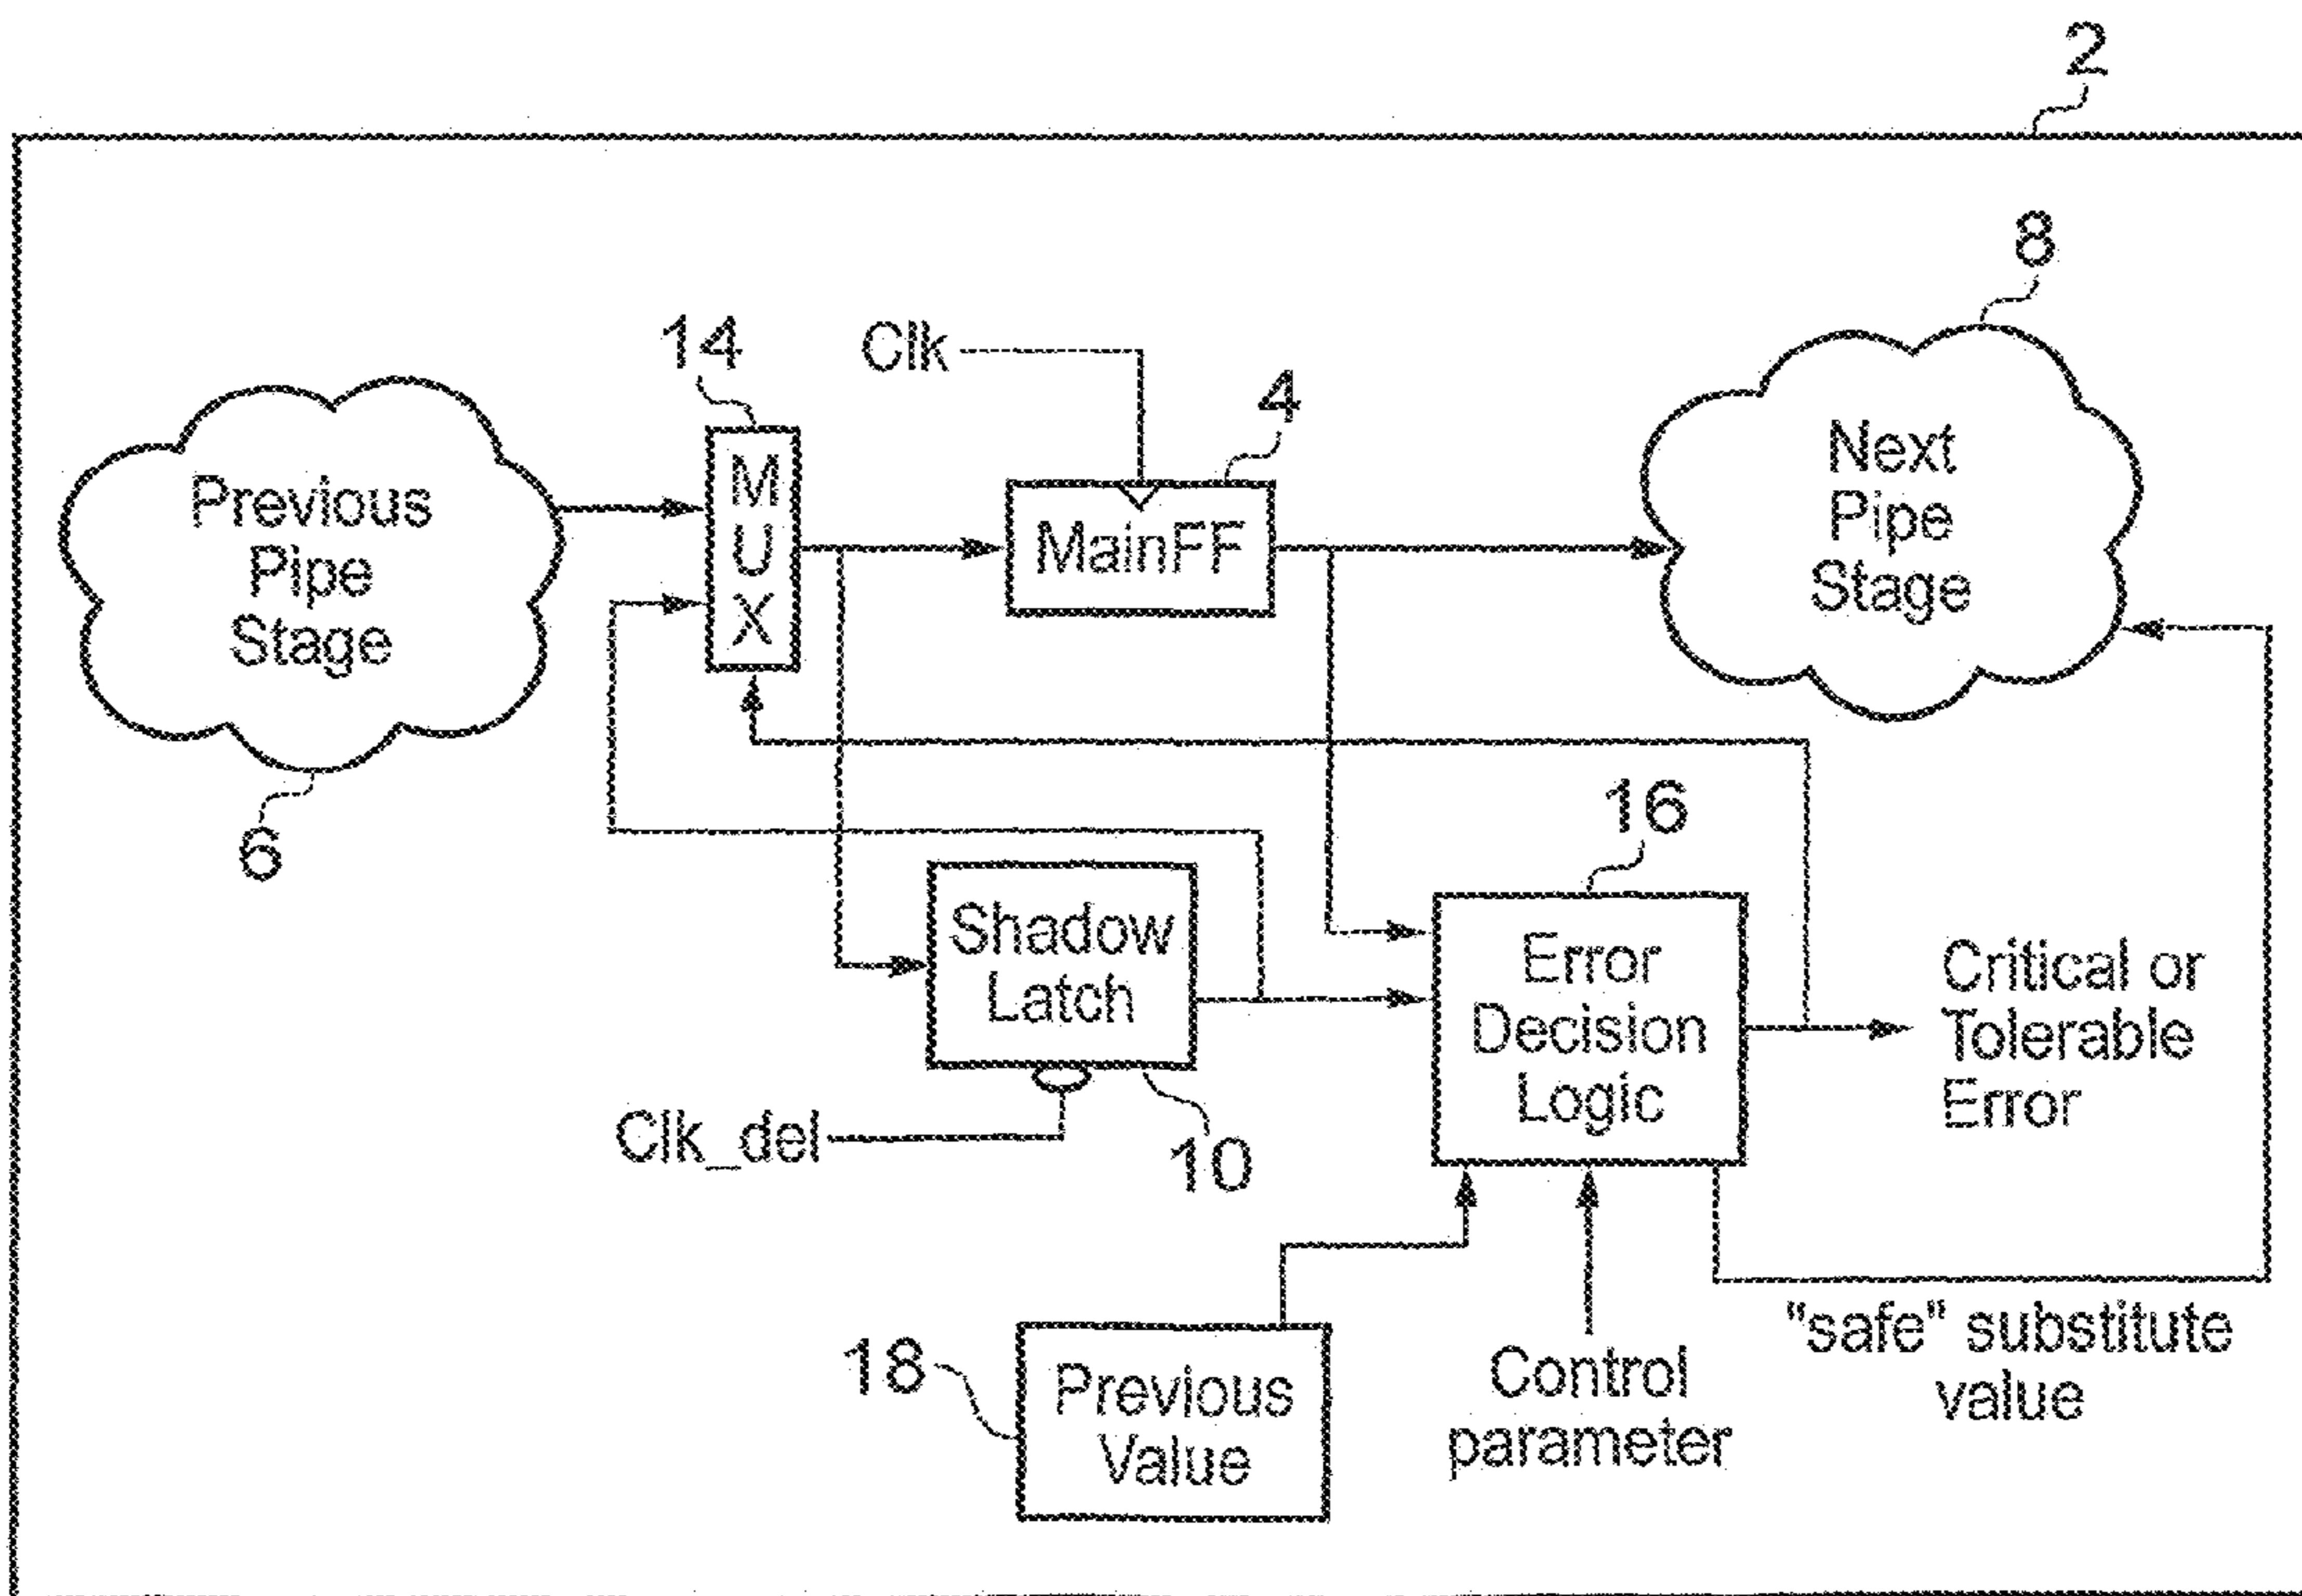 2
8
14
Clk
4
Previous
Pipe
Stage
M
U
X
MainFF
Next
Pipe
Stage
6
16
Shadow
Latch
Error
Decision
Logic
Critical or
Tolerable
Error
Clk_del
10
18
Previous
Value
Control
parameter
"safe" substitute
value